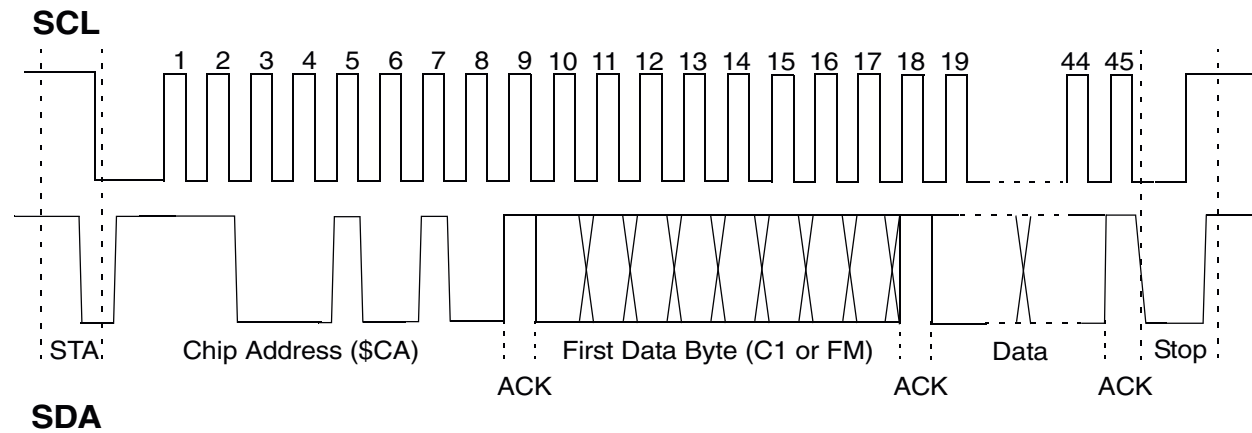 SCL
1 2 3 4 5 6 7 8 9 10 11 12 13 14 15 16 17 18 19 44 45
STA Chip Address ($CA) First Data Byte (C1 or FM) Data Stop
ACK ACK ACK
SDA